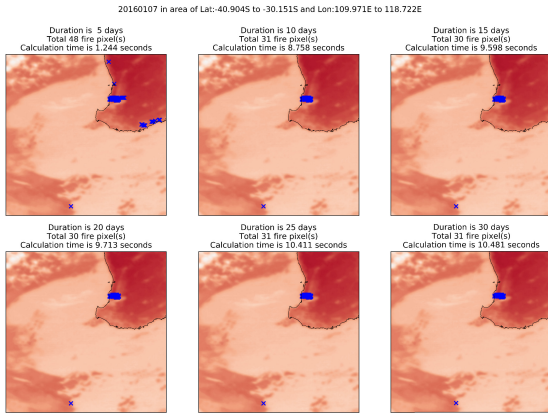 20160107 in area of Lat:-40.904S to -30.151S and Lon:109.971E to 118.722E
Duration is 5 days
Total 48 fire pixel(s)
Calculation time is 1.244 seconds
Duration is 10 days
Total 31 fire pixel(s)
Calculation time is 8.758 seconds
Duration is 15 days
Total 30 fire pixel(s)
Calculation time is 9.598 seconds
Duration is 20 days
Total 30 fire pixel(s)
Calculation time is 9.713 seconds
Duration is 25 days
Total 31 fire pixel(s)
Calculation time is 10.411 seconds
Duration is 30 days
Total 31 fire pixel(s)
Calculation time is 10.481 seconds